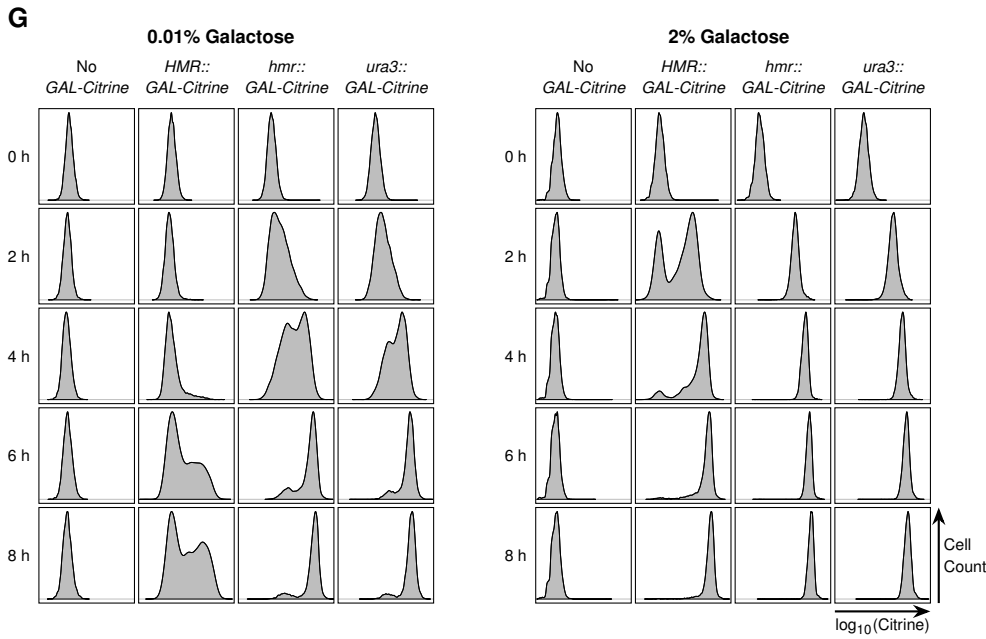 G
0.01% Galactose
2% Galactose
No
GAL-Citrine
HMR::
GAL-Citrine
hmr::
GAL-Citrine
ura3::
GAL-Citrine
No
GAL-Citrine
HMR::
GAL-Citrine
hmr::
GAL-Citrine
ura3::
GAL-Citrine
0 h
2 h
4 h
6 h
8 h
0 h
2 h
4 h
6 h
8 h
Cell
Count
log10(Citrine)